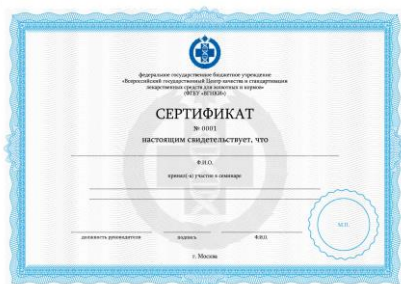 федеральное государственное бюджетное учреждение
«Всероссийский государственный Центр качества и стандартизации
лекарственных средств для животных и кормов»
(ФГБУ «ВГНКИ»)
СЕРТИФИКАТ
№ 0001
настоящим свидетельствует, что
Ф.И.О.
принял(-а) участие в семинаре
должность руководителя подпись Ф.И.О.
М.П.
г. Москва